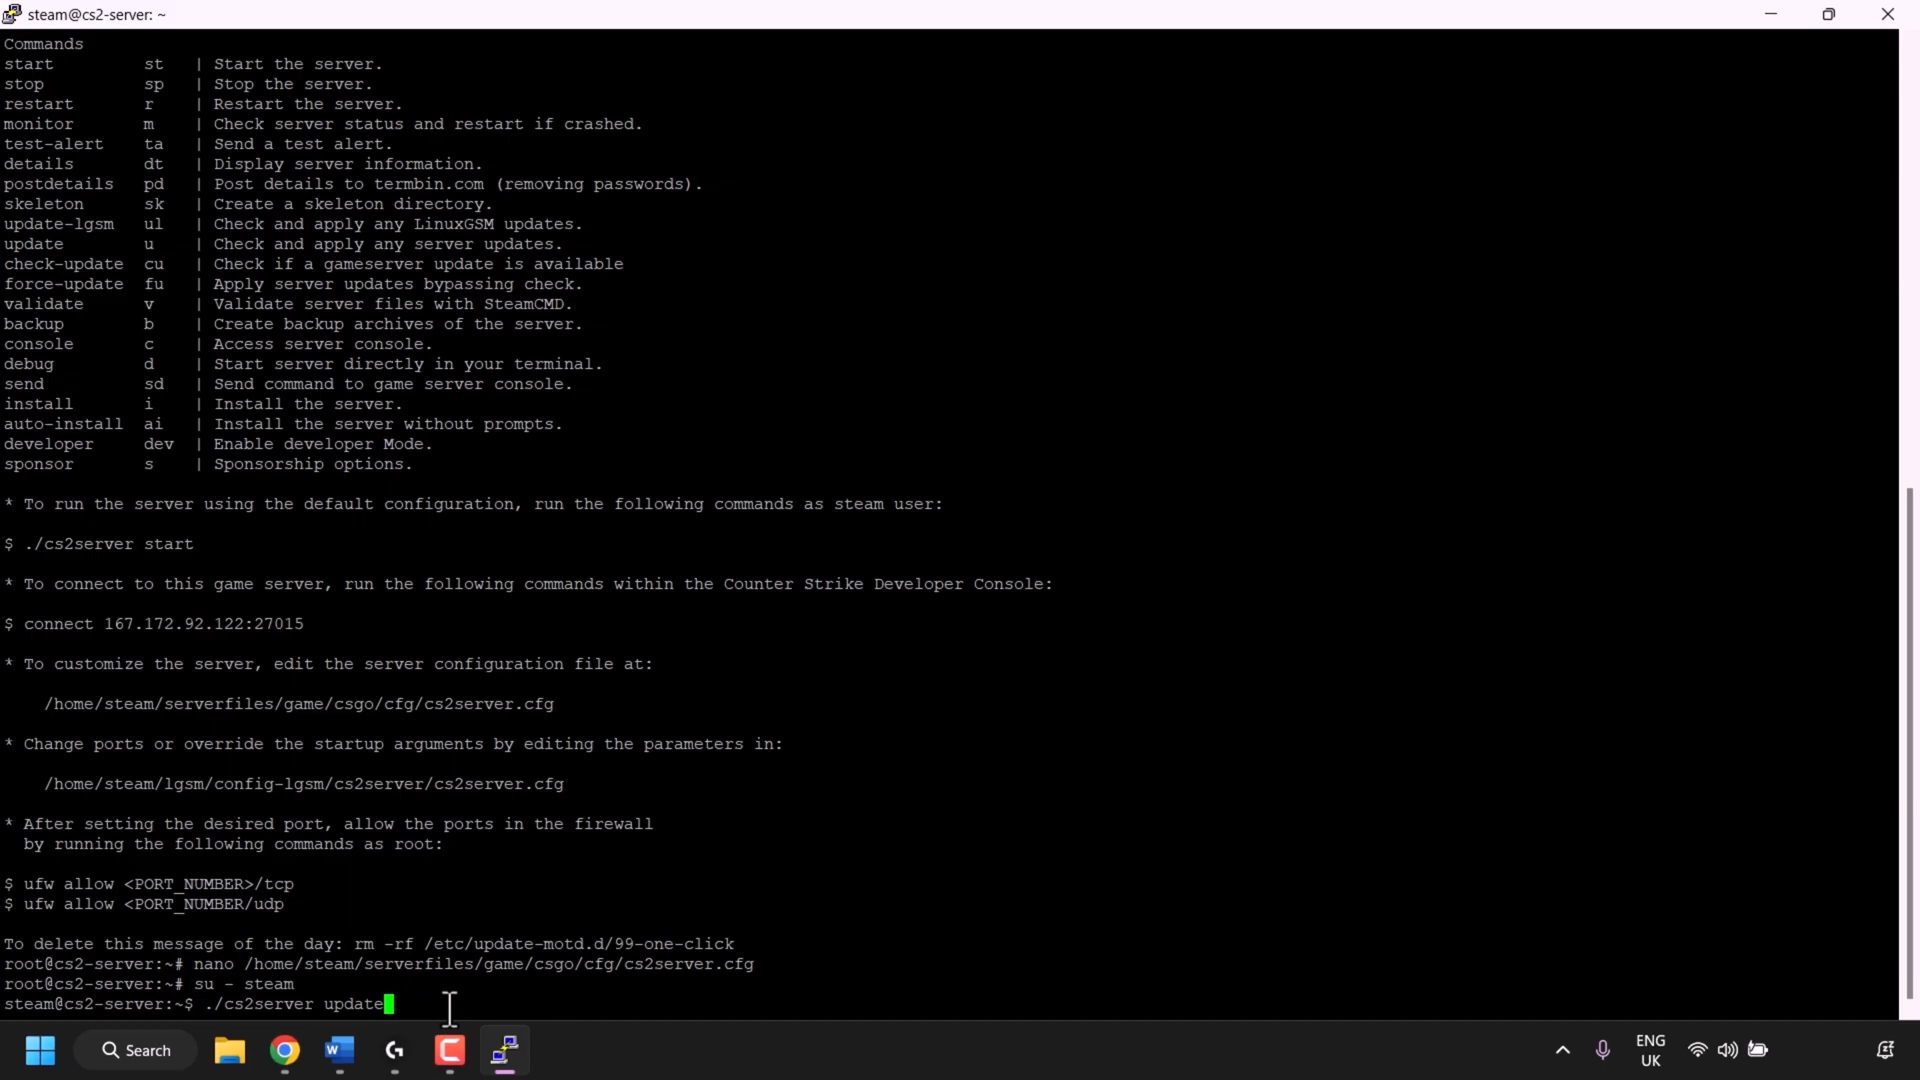 steam@cs2-server: ~
Commands
start st | Start the server.
stop sp | Stop the server.
restart r | Restart the server.
monitor m | Check server status and restart if crashed.
test-alert ta | Send a test alert.
details dt | Display server information.
postdetails pd | Post details to termbin.com (removing passwords).
skeleton sk | Create a skeleton directory.
update-lgsm ul | Check and apply any LinuxGSM updates.
update u | Check and apply any server updates.
check-update cu | Check if a gameserver update is available
force-update fu | Apply server updates bypassing check.
validate v | Validate server files with SteamCMD.
backup b | Create backup archives of the server.
console c | Access server console.
debug d | Start server directly in your terminal.
send sd | Send command to game server console.
install i | Install the server.
auto-install ai | Install the server without prompts.
developer dev | Enable developer Mode.
sponsor s | Sponsorship options.
* To run the server using the default configuration, run the following commands as steam user:
$ ./cs2server start
* To connect to this game server, run the following commands within the Counter Strike Developer Console:
$ connect 167.172.92.122:27015
* To customize the server, edit the server configuration file at:
/home/steam/serverfiles/game/csgo/cfg/cs2server.cfg
* Change ports or override the startup arguments by editing the parameters in:
/home/steam/lgsm/config-lgsm/cs2server/cs2server.cfg
* After setting the desired port, allow the ports in the firewall
by running the following commands as root:
$ ufw allow <PORT_NUMBER>/tcp
$ ufw allow <PORT_NUMBER/udp
To delete this message of the day: rm -rf /etc/update-motd.d/99-one-click
root@cs2-server:~# nano /home/steam/serverfiles/game/csgo/cfg/cs2server.cfg
root@cs2-server:~# su - steam
steam@cs2-server:~$ ./cs2server update
Search
ENG
UK